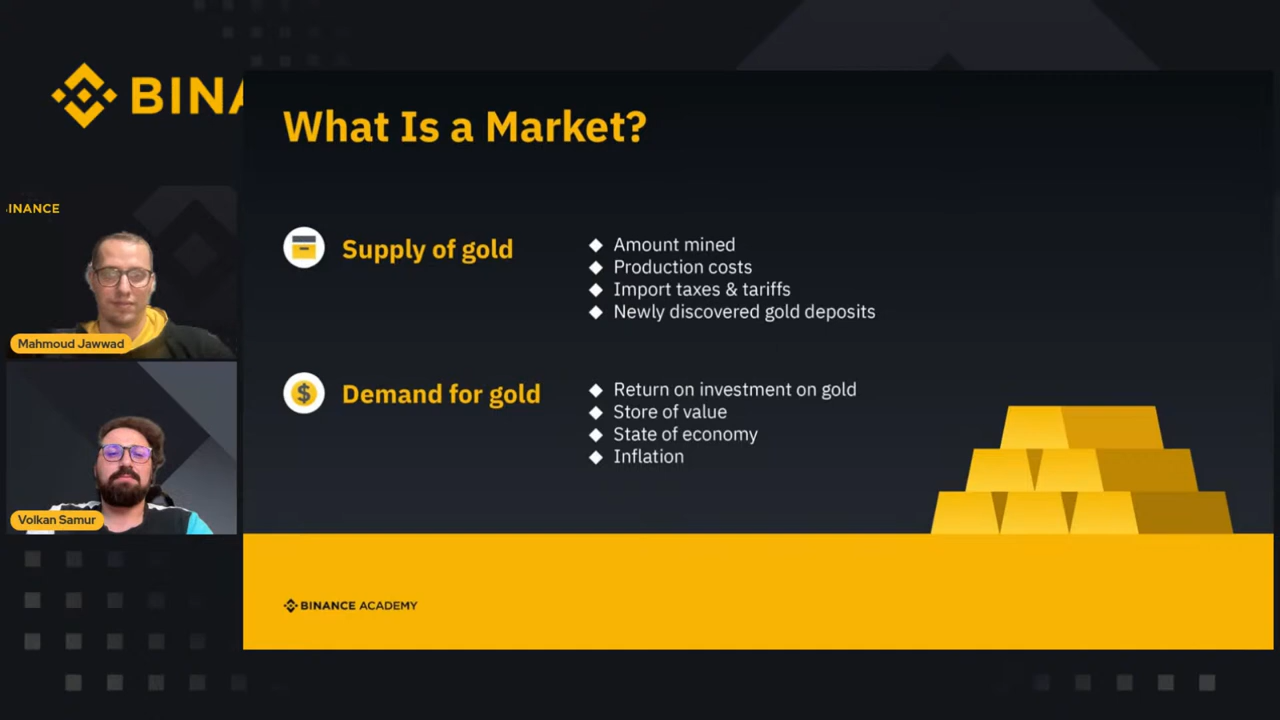 BINA
What Is a Market?
BINANCE
Mahmoud Jawwad
Volkan Samur
Supply of gold
Amount mined
Production costs
Import taxes & tariffs
Newly discovered gold deposits
Demand for gold
Return on investment on gold
Store of value
State of economy
Inflation
BINANCE ACADEMY